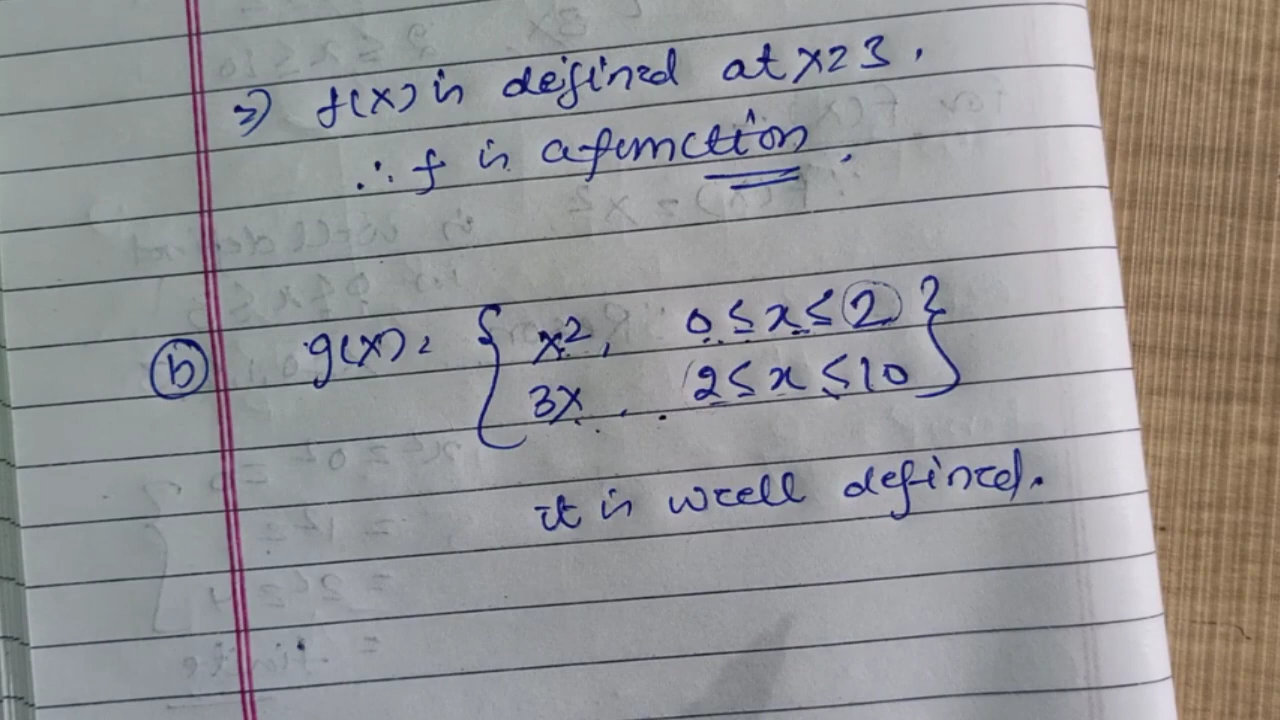 ⇒) f(x) is defined at x=3.
∴ f is a function.
(b) g(x) = { x², 0 ≤ x ≤ 2 }
3x, 2 ≤ x ≤ 10
it is well defined.